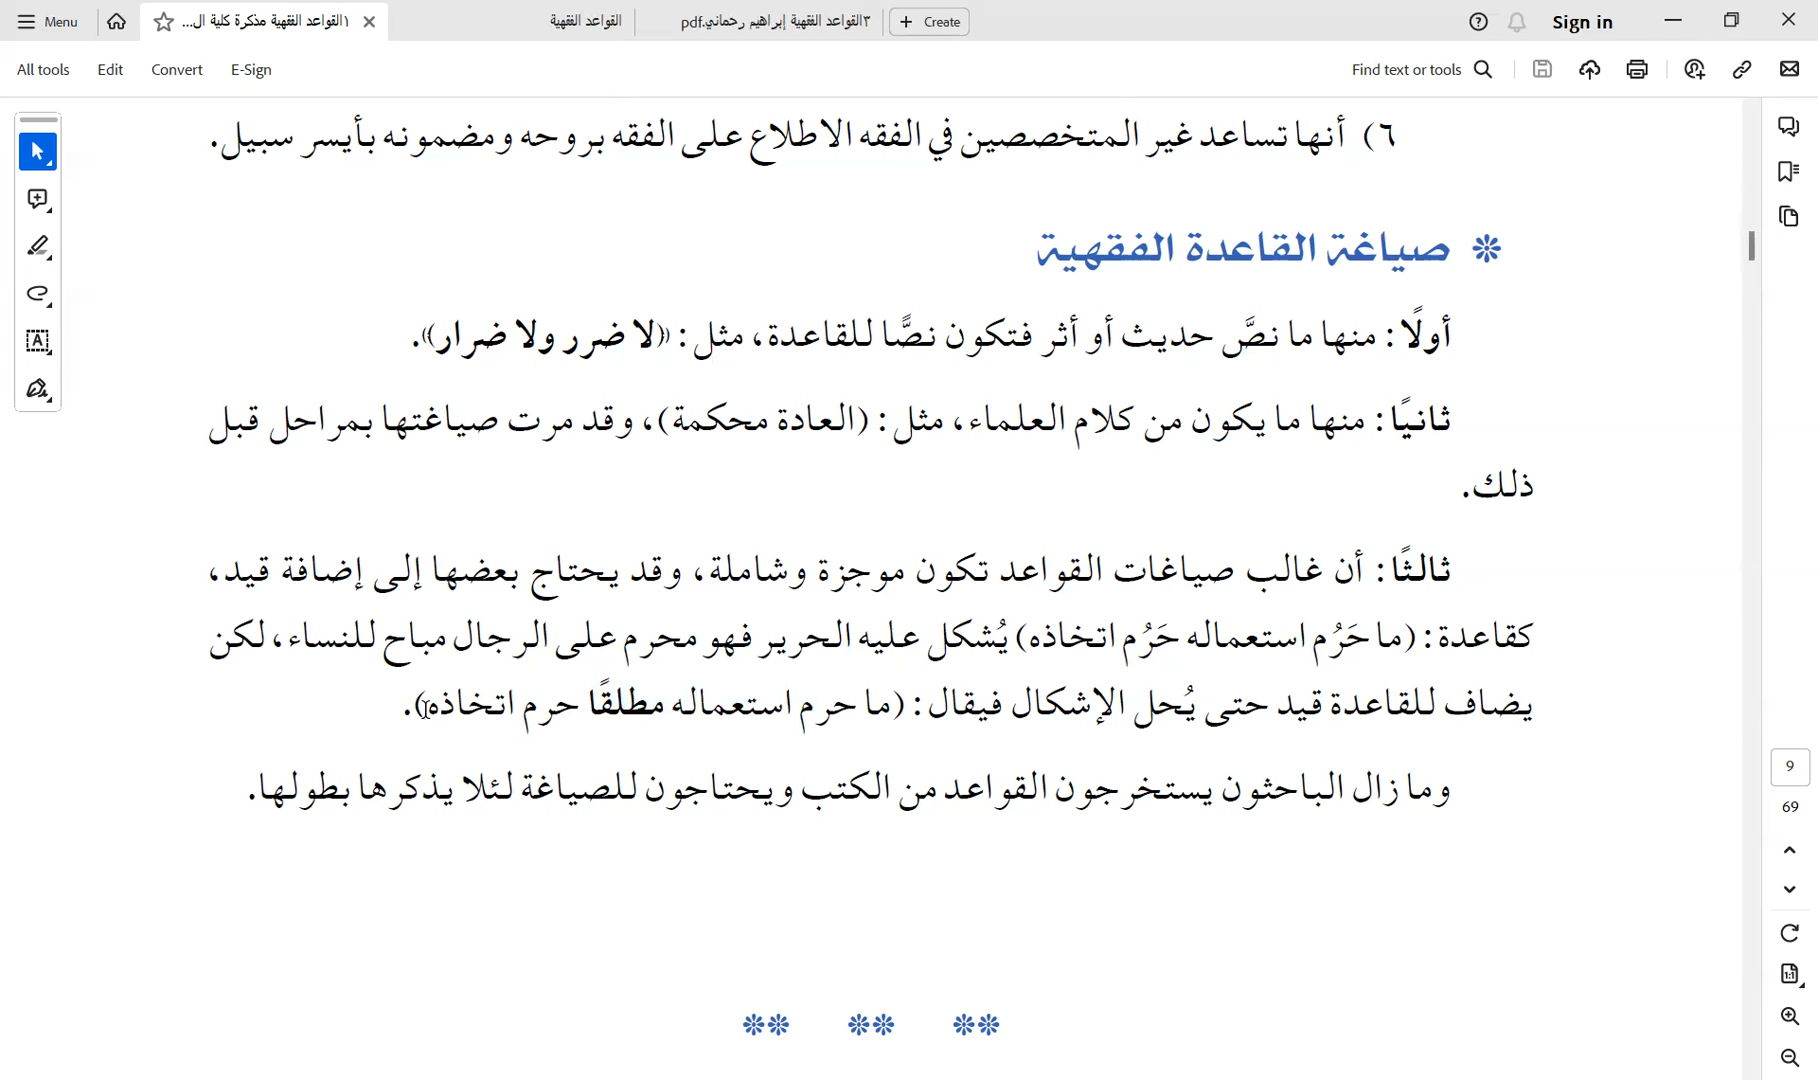 Menu
١القواعد الفقهية مذكرة كلية ال...
القواعد الفقهية
٣القواعد الفقهية إبراهيم رحماني.pdf
Create
Sign in
All tools Edit Convert E-Sign
Find text or tools
٦) أنها تساعد غير المتخصصين في الفقه الاطلاع على الفقه بروحه ومضمونه بأيسر سبيل.
❊ صياغة القاعدة الفقهية
أولًا: منها ما نصَّ حديث أو أثر فتكون نصًّا للقاعدة، مثل: ((لا ضرر ولا ضرار)).
ثانيًا: منها ما يكون من كلام العلماء، مثل: (العادة محكمة)، وقد مرت صياغتها بمراحل قبل
ذلك.
ثالثًا: أن غالب صياغات القواعد تكون موجزة وشاملة، وقد يحتاج بعضها إلى إضافة قيد،
كقاعدة: (ما حَرُم استعماله حَرُم اتخاذه) يُشكل عليه الحرير فهو محرم على الرجال مباح للنساء، لكن
يضاف للقاعدة قيد حتى يُحل الإشكال فيقال: (ما حرم استعماله مطلقًا حرم اتخاذه).
وما زال الباحثون يستخرجون القواعد من الكتب ويحتاجون للصياغة لئلا يذكرها بطولها.
❊❊ ❊❊ ❊❊
9
69
1:1